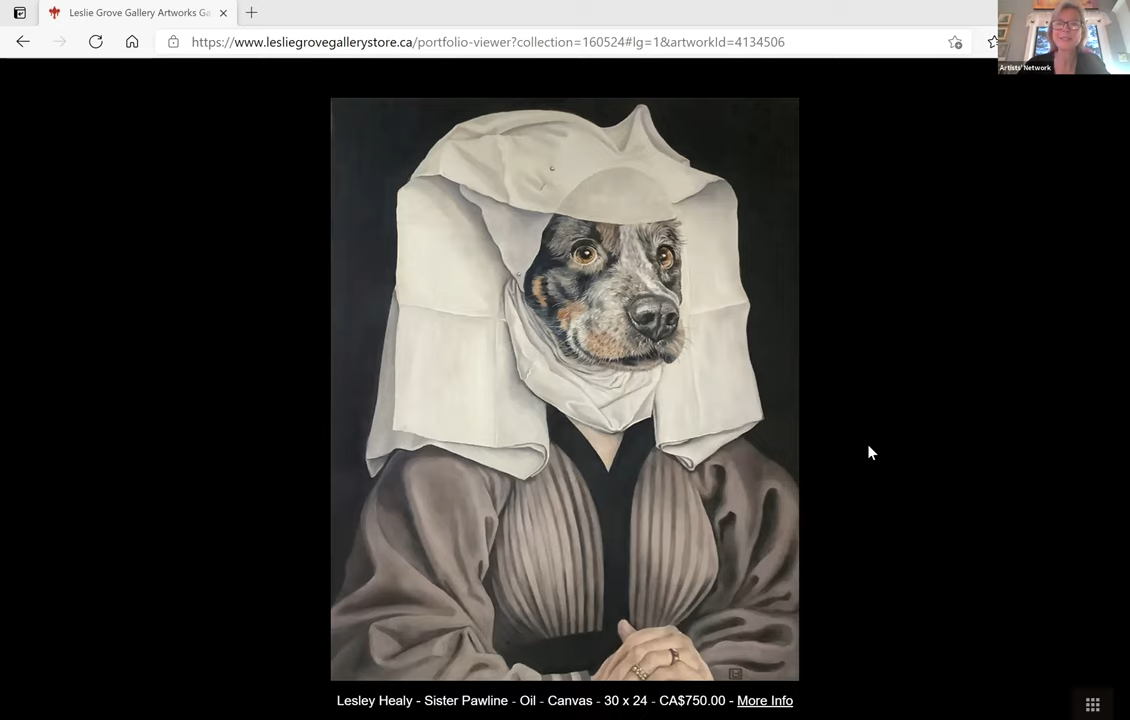 Leslie Grove Gallery Artworks Ga
https://www.lesliegrovegallerystore.ca/portfolio-viewer?collection=160524#lg=1&artworkId=4134506
Artists' Network
Lesley Healy - Sister Pawline - Oil - Canvas - 30 x 24 - CA$750.00 - More Info